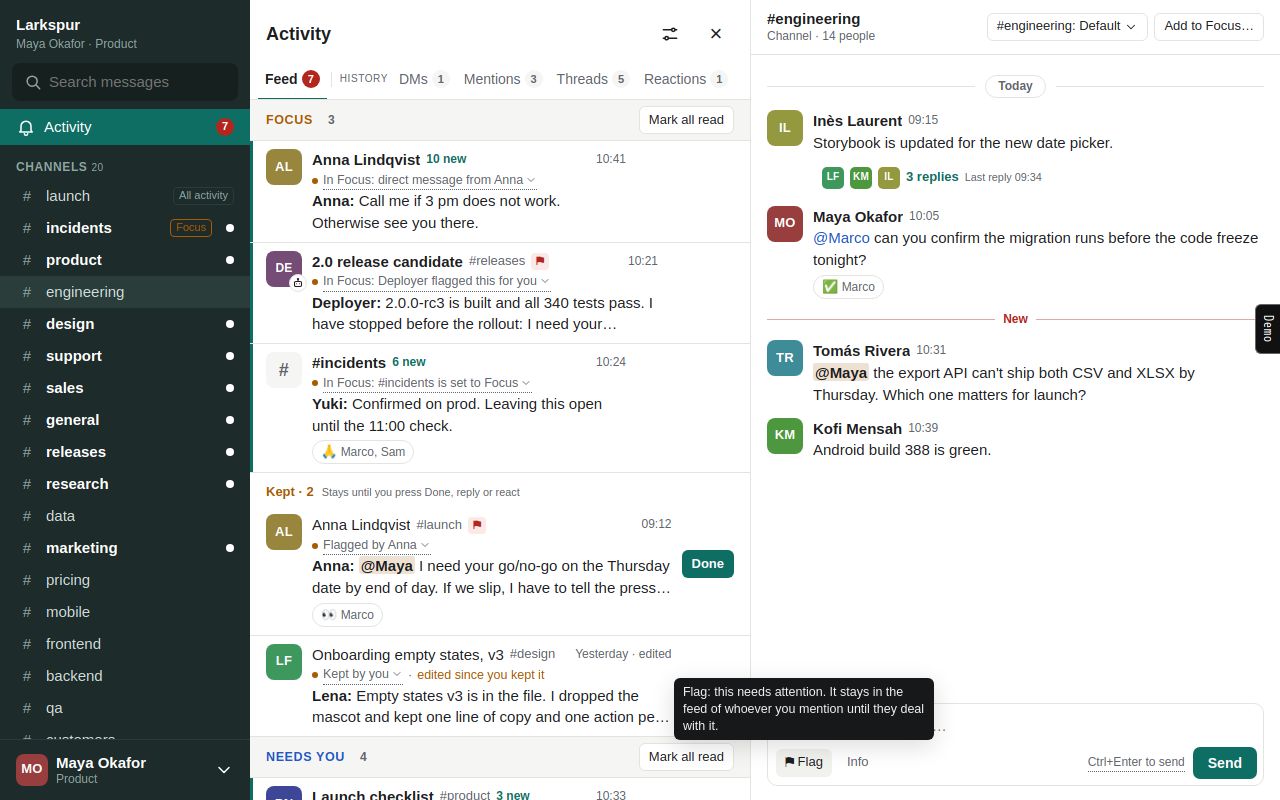 Larkspur
Maya Okafor · Product
Search messages
Activity 7
CHANNELS 20
# launch All activity
# incidents Focus
# product
# engineering
# design
# support
# sales
# general
# releases
# research
# data
# marketing
# pricing
# mobile
# frontend
# backend
# qa
MO Maya Okafor
Product
Activity
Feed 7 HISTORY DMs 1 Mentions 3 Threads 5 Reactions 1
FOCUS 3 Mark all read
AL Anna Lindqvist 10 new 10:41
In Focus: direct message from Anna
Anna: Call me if 3 pm does not work.
Otherwise see you there.
DE 2.0 release candidate #releases 10:21
In Focus: Deployer flagged this for you
Deployer: 2.0.0-rc3 is built and all 340 tests pass. I
have stopped before the rollout: I need your…
# #incidents 6 new 10:24
In Focus: #incidents is set to Focus
Yuki: Confirmed on prod. Leaving this open
until the 11:00 check.
🙏 Marco, Sam
Kept · 2 Stays until you press Done, reply or react
AL Anna Lindqvist #launch 09:12
Flagged by Anna
Anna: @Maya I need your go/no-go on the Thursday
date by end of day. If we slip, I have to tell the press…
Done
👀 Marco
LF Onboarding empty states, v3 #design Yesterday · edited
Kept by you · edited since you kept it
Lena: Empty states v3 is in the file. I dropped the
mascot and kept one line of copy and one action pe…
NEEDS YOU 4 Mark all read
Launch checklist #product 3 new 10:33
#engineering
Channel · 14 people
#engineering: Default
Add to Focus…
Today
IL Inès Laurent 09:15
Storybook is updated for the new date picker.
LF KM IL 3 replies Last reply 09:34
MO Maya Okafor 10:05
@Marco can you confirm the migration runs before the code freeze
tonight?
✅ Marco
New
Demo
TR Tomás Rivera 10:31
@Maya the export API can't ship both CSV and XLSX by
Thursday. Which one matters for launch?
KM Kofi Mensah 10:39
Android build 388 is green.
Flag: this needs attention. It stays in the
feed of whoever you mention until they deal
with it.
Flag Info Ctrl+Enter to send Send